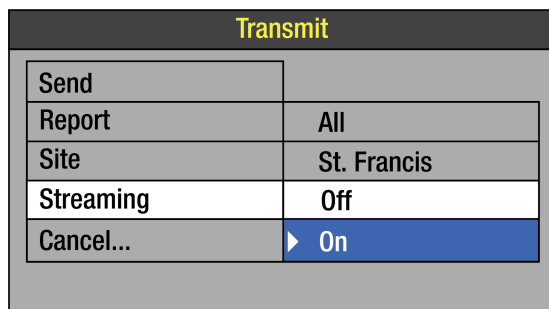 Transmit
Send
Report All
Site St. Francis
Streaming Off
Cancel... On